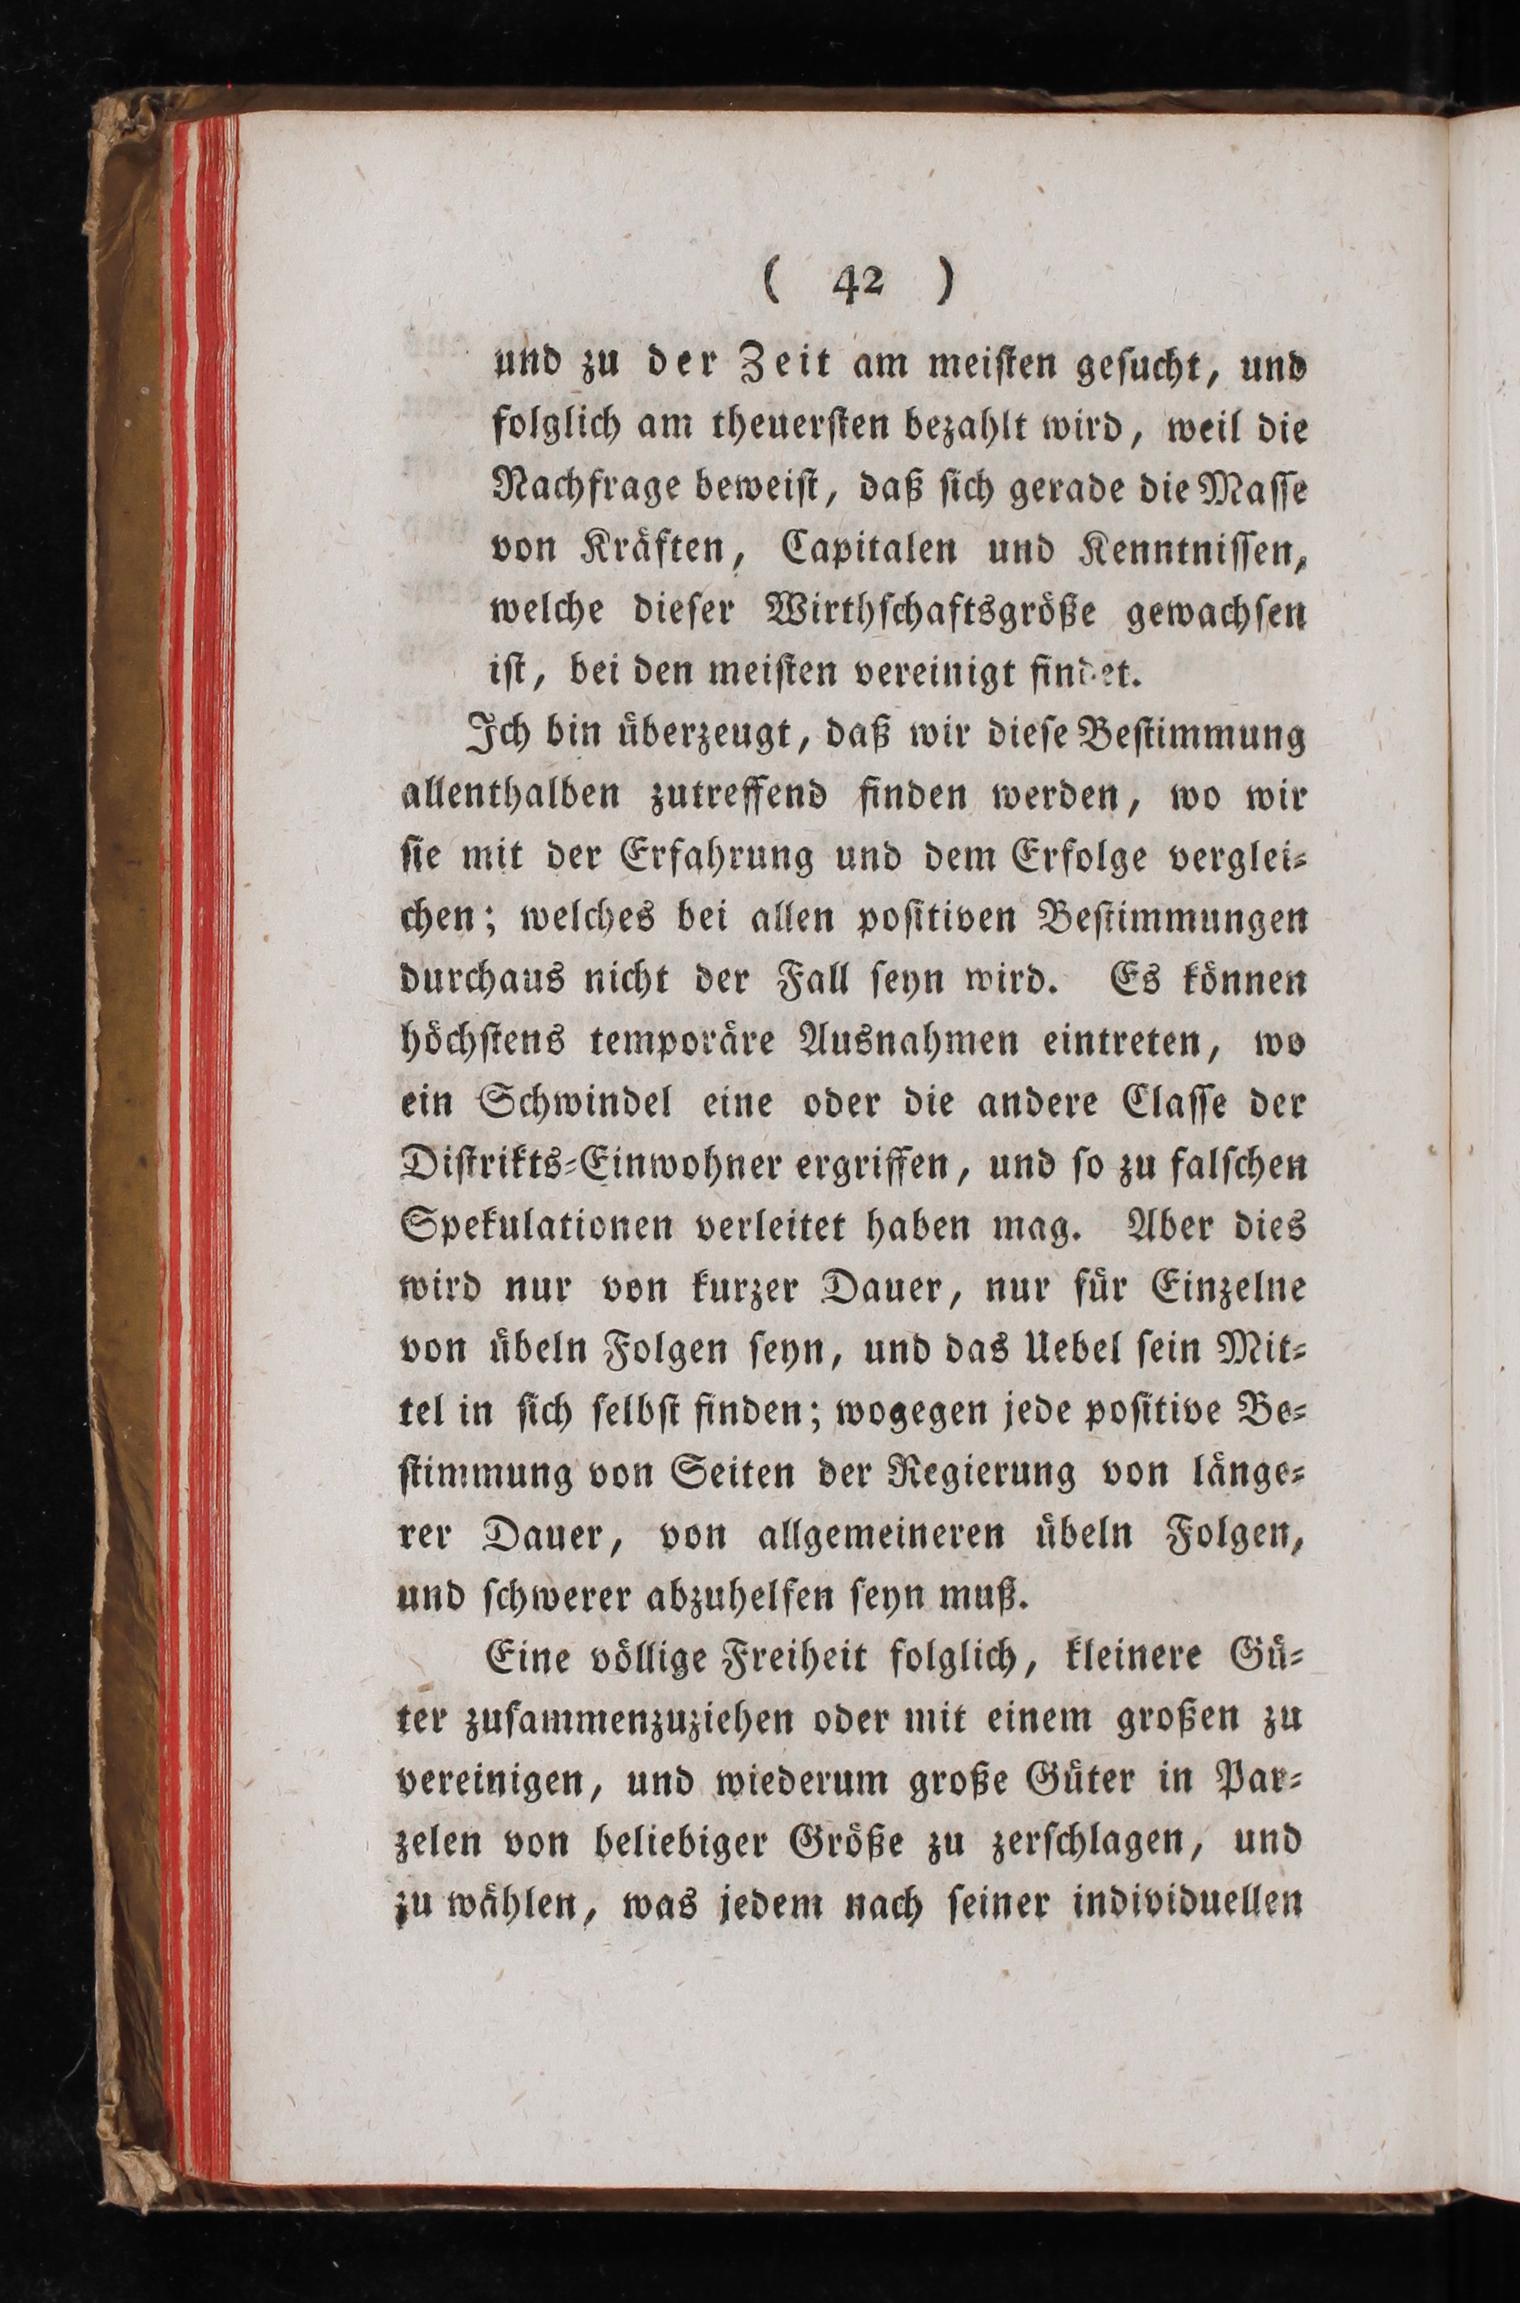 ( 42 )
und zu der Zeit am meiſten geſucht, und
folglich am theuerſten bezahlt wird, weil die
Nachfrage beweiſt, daß ſich gerade die Maſſe
von Kräften, Capitalen und Kenntniſſen,
welche dieſer Wirthſchaftsgröße gewachſen
iſt, bei den meiſten vereinigt findet.
Ich bin überzeugt, daß wir dieſe Beſtimmung
allenthalben zutreffend finden werden, wo wir
ſie mit der Erfahrung und dem Erfolge verglei⸗
chen; welches bei allen poſitiven Beſtimmungen
durchaus nicht der Fall ſeyn wird. Es können
höchſtens temporäre Ausnahmen eintreten, wo
ein Schwindel eine oder die andere Claſſe der
Diſtrikts⸗Einwohner ergriffen, und ſo zu falſchen
Spekulationen verleitet haben mag. Aber dies
wird nur von kurzer Dauer, nur für Einzelne
von übeln Folgen ſeyn, und das Uebel ſein Mit⸗
tel in ſich ſelbſt finden; wogegen jede poſitive Be⸗
ſtimmung von Seiten der Regierung von länge⸗
rer Dauer, von allgemeineren übeln Folgen,
und ſchwerer abzuhelfen ſeyn muß.
Eine völlige Freiheit folglich, kleinere Gü⸗
ter zuſammenzuziehen oder mit einem großen zu
vereinigen, und wiederum große Güter in Par⸗
zelen von beliebiger Größe zu zerſchlagen, und
zu wählen, was jedem nach ſeiner individuellen